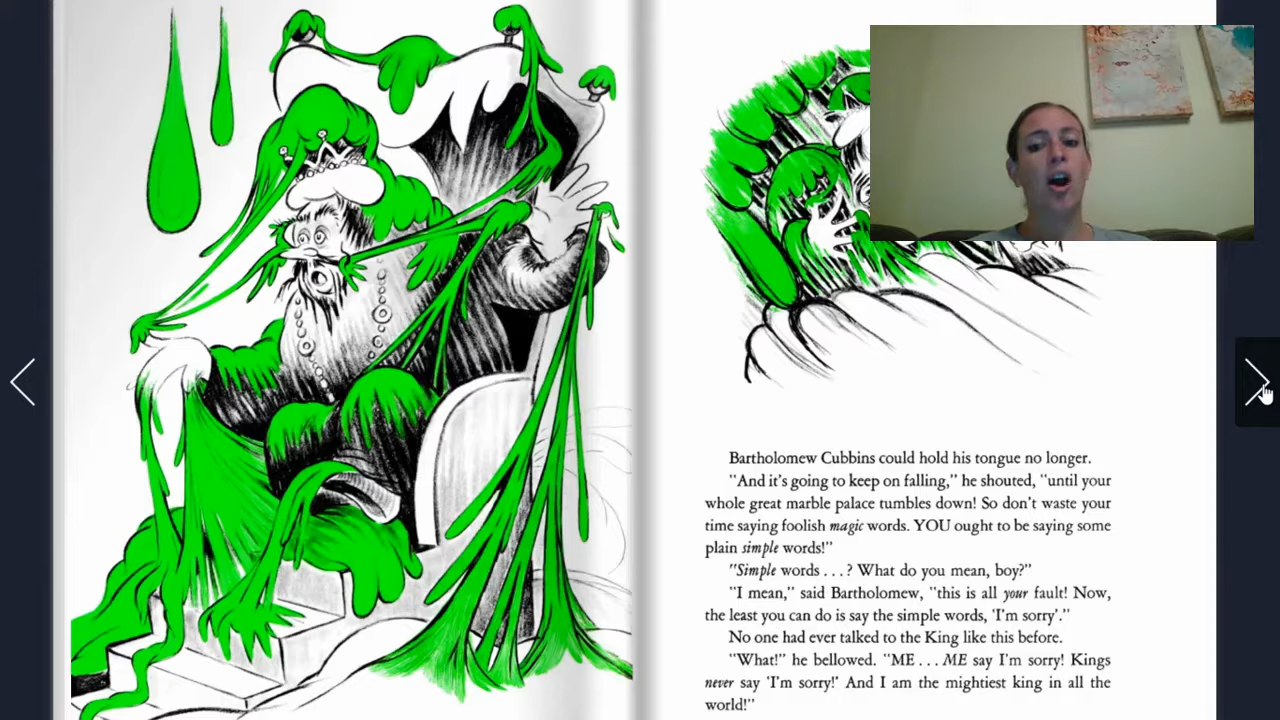 Bartholomew Cubbins could hold his tongue no longer.
"And it's going to keep on falling," he shouted, "until your
whole great marble palace tumbles down! So don't waste your
time saying foolish magic words. YOU ought to be saying some
plain simple words!"
"Simple words . . . ? What do you mean, boy?"
"I mean," said Bartholomew, "this is all your fault! Now,
the least you can do is say the simple words, 'I'm sorry'."
No one had ever talked to the King like this before.
"What!" he bellowed. "ME . . . ME say I'm sorry! Kings
never say 'I'm sorry!' And I am the mightiest king in all the
world!"